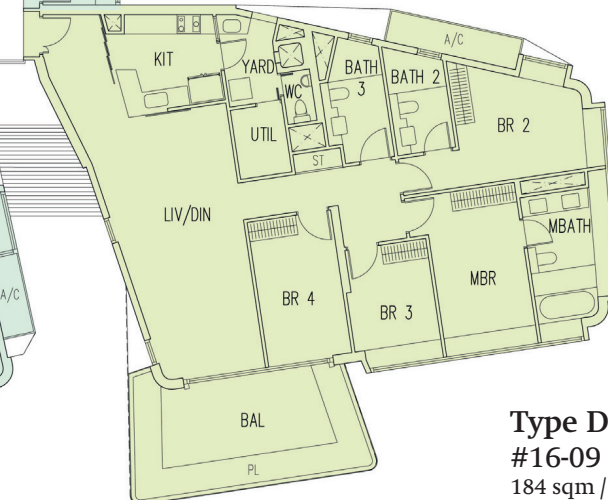 A/C
KIT
YARD
BATH
3
BATH 2
WC
BR 2
UTIL
ST
LIV/DIN
MBATH
MBR
A/C
BR 4
BR 3
BAL
PL
Type D
#16-09
184 sqm /